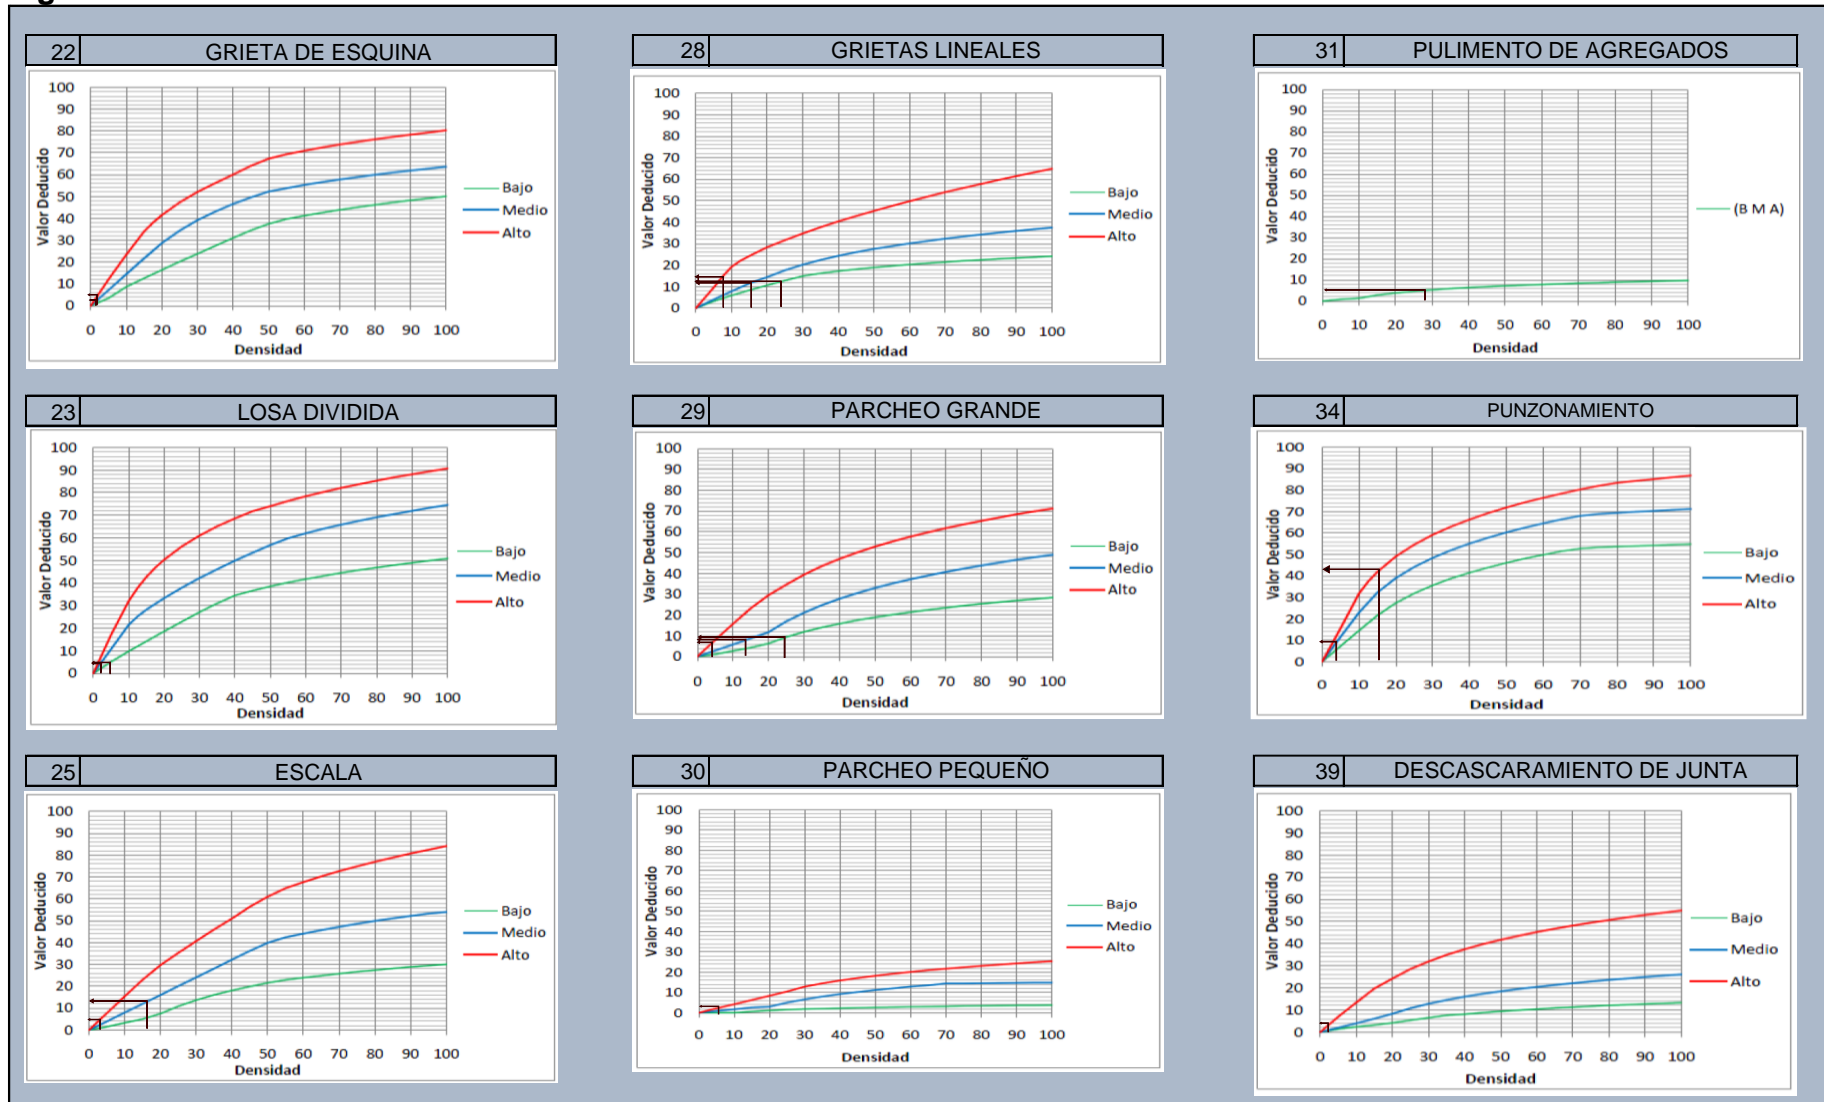 22 GRIETA DE ESQUINA
100
90
80
70
60
50
40
30
20
10
0
Valor Deducido
0 10 20 30 40 50 60 70 80 90 100
Densidad
Bajo
Medio
Alto
28 GRIETAS LINEALES
100
90
80
70
60
50
40
30
20
10
0
Valor Deducido
0 10 20 30 40 50 60 70 80 90 100
Densidad
Bajo
Medio
Alto
31 PULIMENTO DE AGREGADOS
100
90
80
70
60
50
40
30
20
10
0
Valor Deducido
0 10 20 30 40 50 60 70 80 90 100
Densidad
(B M A)
23 LOSA DIVIDIDA
100
90
80
70
60
50
40
30
20
10
0
Valor Deducido
0 10 20 30 40 50 60 70 80 90 100
Densidad
Bajo
Medio
Alto
29 PARCHEO GRANDE
100
90
80
70
60
50
40
30
20
10
0
Valor Deducido
0 10 20 30 40 50 60 70 80 90 100
Densidad
Bajo
Medio
Alto
34 PUNZONAMIENTO
100
90
80
70
60
50
40
30
20
10
0
Valor Deducido
0 10 20 30 40 50 60 70 80 90 100
Densidad
Bajo
Medio
Alto
25 ESCALA
100
90
80
70
60
50
40
30
20
10
0
Valor Deducido
0 10 20 30 40 50 60 70 80 90 100
Densidad
Bajo
Medio
Alto
30 PARCHEO PEQUEÑO
100
90
80
70
60
50
40
30
20
10
0
Valor Deducido
0 10 20 30 40 50 60 70 80 90 100
Densidad
Bajo
Medio
Alto
39 DESCASCARAMIENTO DE JUNTA
100
90
80
70
60
50
40
30
20
10
0
Valor Deducido
0 10 20 30 40 50 60 70 80 90 100
Densidad
Bajo
Medio
Alto